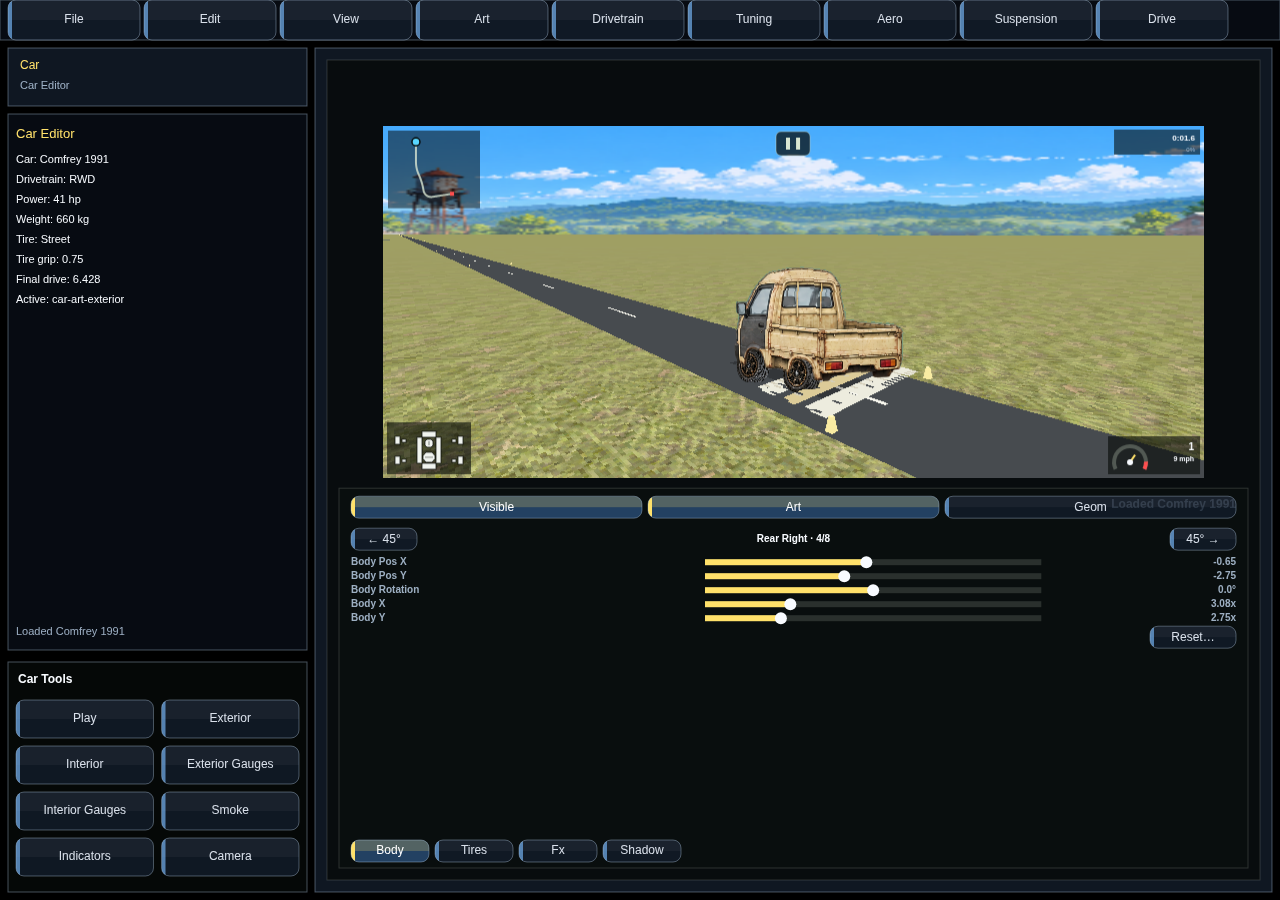 File
Edit
View
Art
Drivetrain
Tuning
Aero
Suspension
Drive
Car
Car Editor
Car Editor
Car: Comfrey 1991
Drivetrain: RWD
Power: 41 hp
Weight: 660 kg
Tire: Street
Tire grip: 0.75
Final drive: 6.428
Active: car-art-exterior
Loaded Comfrey 1991
Car Tools
Play
Exterior
Interior
Exterior Gauges
Interior Gauges
Smoke
Indicators
Camera
0:01.6
1
9 mph
Visible
Art
Geom
Loaded Comfrey 1991
← 45°
Rear Right · 4/8
45° →
Body Pos X -0.65
Body Pos Y -2.75
Body Rotation 0.0°
Body X 3.08x
Body Y 2.75x
Reset…
Body
Tires
Fx
Shadow